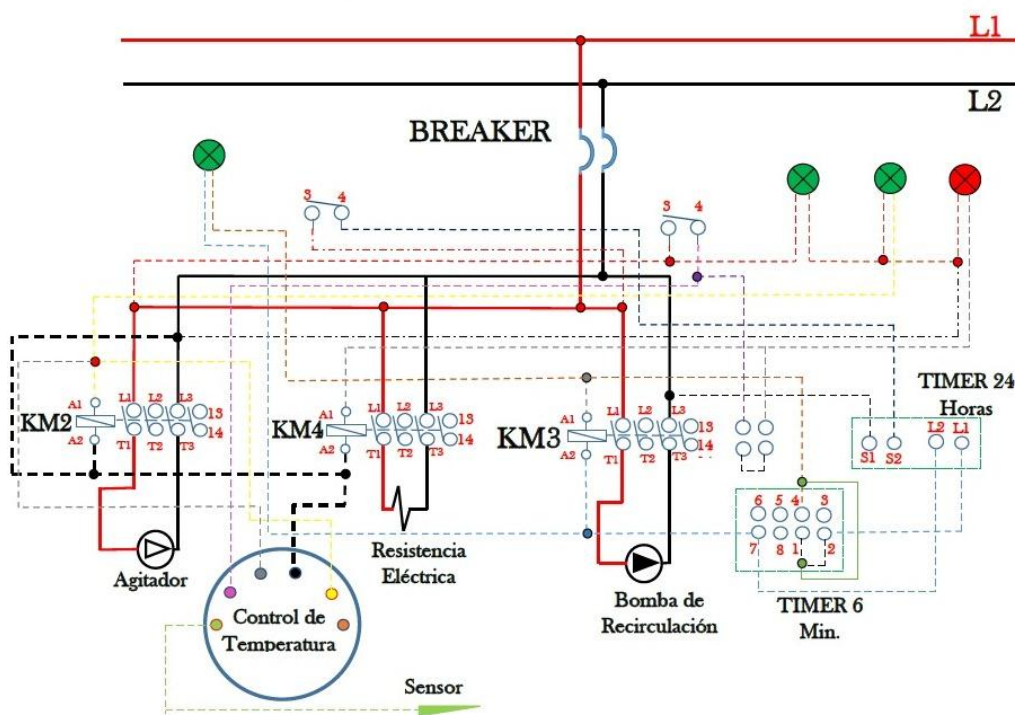 L1
L2
BREAKER
3 4
3 4
A1
L1 L2 L3
13
KM2
14
A2
T1 T2 T3
A1
L1 L2 L3
13
KM4
14
A2
T1 T2 T3
A1
L1 L2 L3
13
KM3
14
A2
T1 T2 T3
TIMER 24
Horas
L2 L1
S1 S2
6 5 4 3
7 8 1 2
TIMER 6
Min.
Agitador
Resistencia
Eléctrica
Bomba de
Recirculación
Control de
Temperatura
Sensor